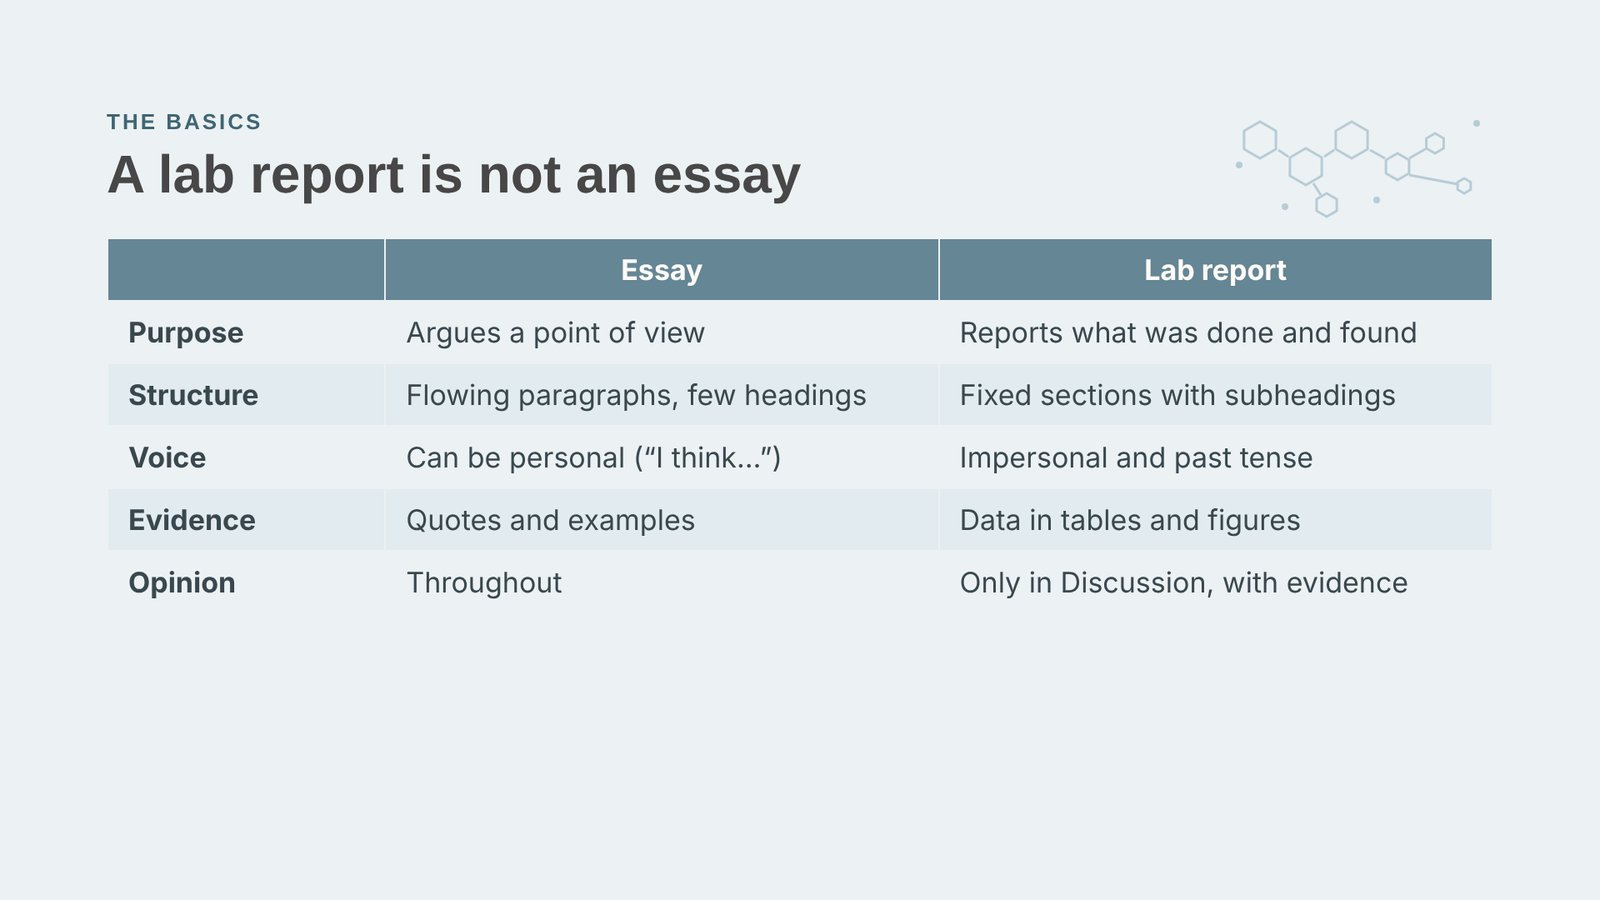 THE BASICS
A lab report is not an essay
Essay Lab report
Purpose Argues a point of view Reports what was done and found
Structure Flowing paragraphs, few headings Fixed sections with subheadings
Voice Can be personal (“I think…”) Impersonal and past tense
Evidence Quotes and examples Data in tables and figures
Opinion Throughout Only in Discussion, with evidence